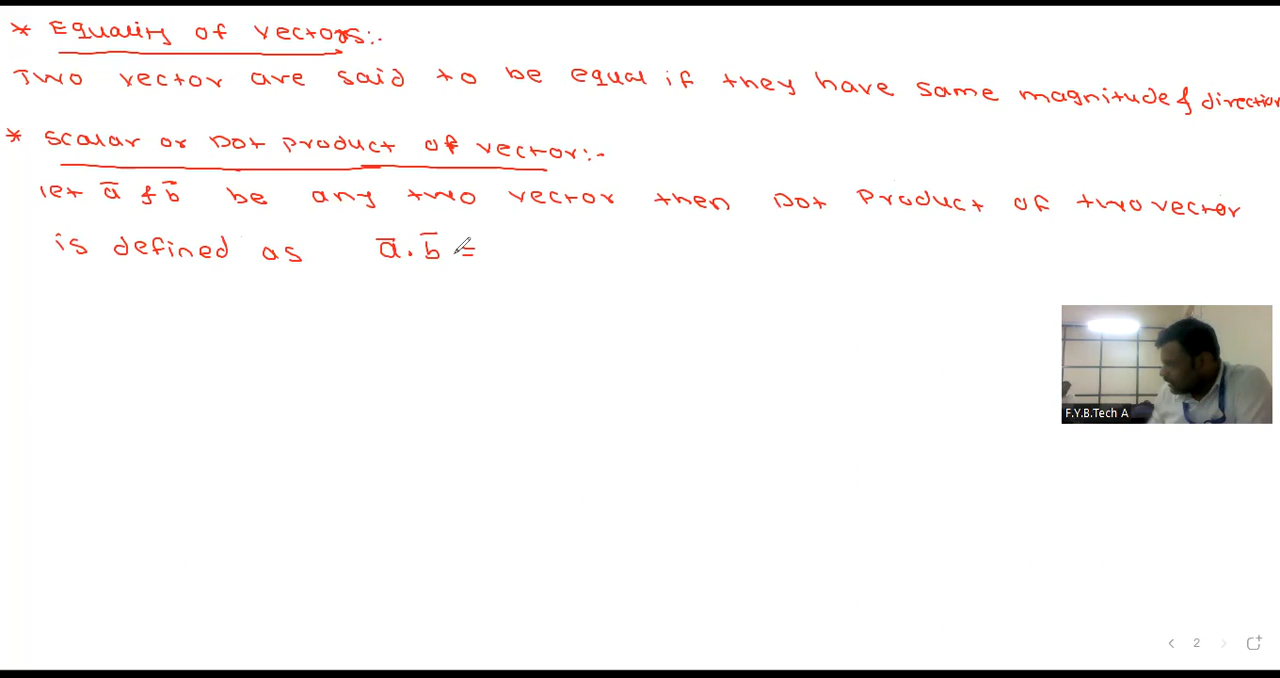 * Equality of vectors:-
Two vector are said to be equal if they have same magnitude & direction
* Scalar or Dot Product of vector:-
let a̅ & b̅ be any two vector then Dot Product of two vector
is defined as a̅ . b̅ =
F.Y.B.Tech A
2